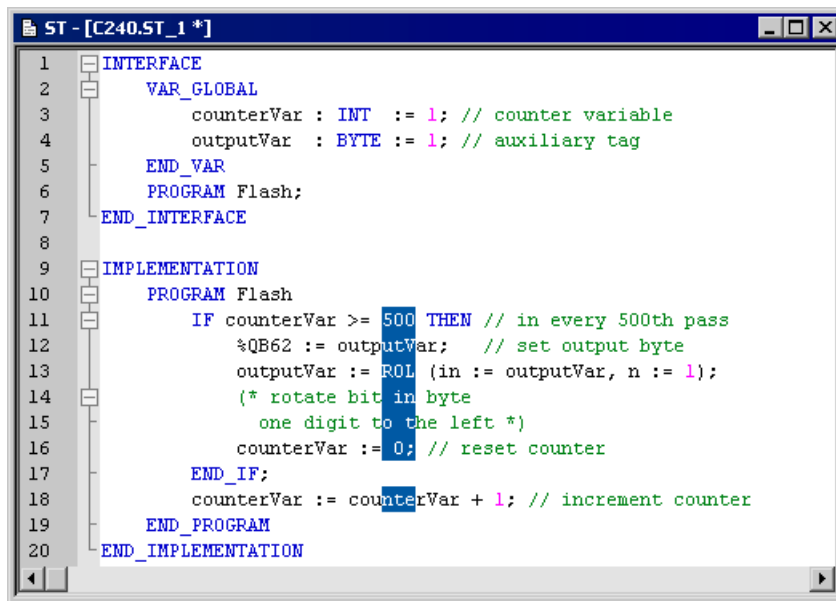 ST - [C240.ST_1 *]
1 INTERFACE
2 VAR_GLOBAL
3 counterVar : INT := 1; // counter variable
4 outputVar : BYTE := 1; // auxiliary tag
5 END_VAR
6 PROGRAM Flash;
7 END_INTERFACE
8
9 IMPLEMENTATION
10 PROGRAM Flash
11 IF counterVar >= 500 THEN // in every 500th pass
12 %QB62 := outputVar; // set output byte
13 outputVar := ROL (in := outputVar, n := 1);
14 (* rotate bit in byte
15 one digit to the left *)
16 counterVar := 0; // reset counter
17 END_IF;
18 counterVar := counterVar + 1; // increment counter
19 END_PROGRAM
20 END_IMPLEMENTATION